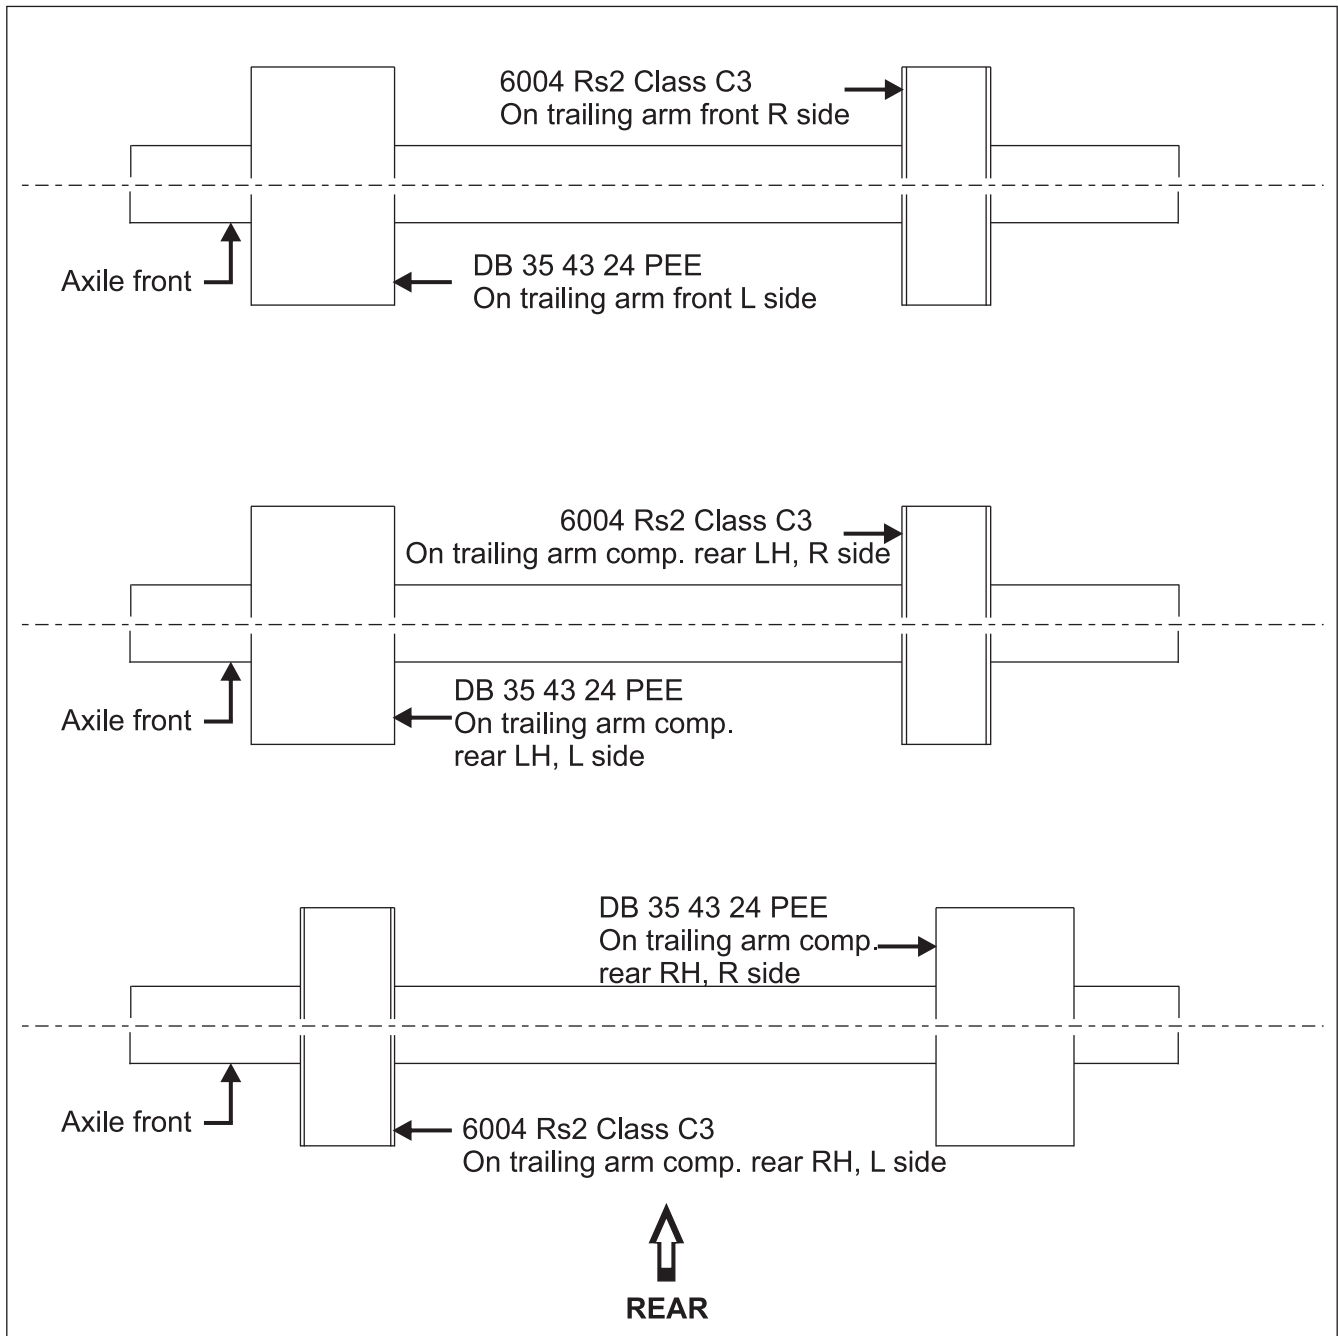 6004 Rs2 Class C3
On trailing arm front R side
Axile front
DB 35 43 24 PEE
On trailing arm front L side
6004 Rs2 Class C3
On trailing arm comp. rear LH, R side
Axile front
DB 35 43 24 PEE
On trailing arm comp.
rear LH, L side
DB 35 43 24 PEE
On trailing arm comp.
rear RH, R side
Axile front
6004 Rs2 Class C3
On trailing arm comp. rear RH, L side
REAR